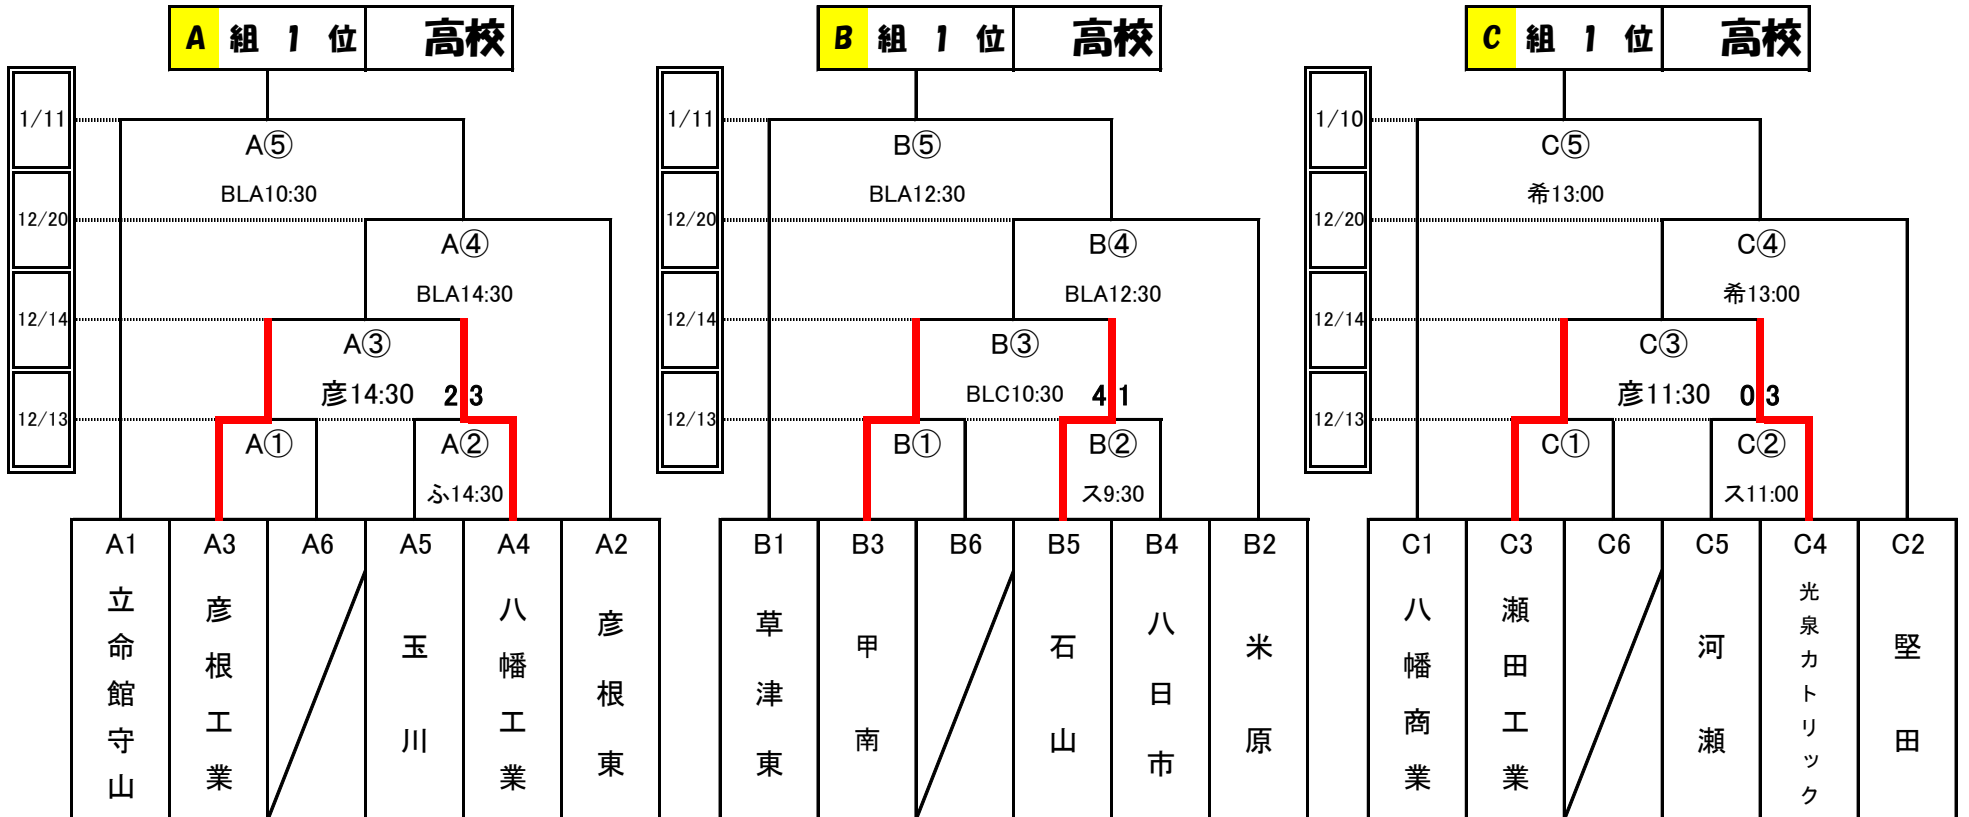 A 組 1 位 高校
B 組 1 位 高校
C 組 1 位 高校
1/11
A⑤
BLA10:30
12/20
A④
BLA14:30
12/14
A③
彦14:30 2 3
12/13
A①
A②
ふ14:30
A1 A3 A6 A5 A4 A2
立命館守山
彦根工業
玉川
八幡工業
彦根東
1/11
B⑤
BLA12:30
12/20
B④
BLA12:30
12/14
B③
BLC10:30 4 1
12/13
B①
B②
ス9:30
B1 B3 B6 B5 B4 B2
草津東
甲南
石山
八日市
米原
1/10
C⑤
希13:00
12/20
C④
希13:00
12/14
C③
彦11:30 0 3
12/13
C①
C②
ス11:00
C1 C3 C6 C5 C4 C2
八幡商業
瀬田工業
河瀬
光泉カトリック
堅田